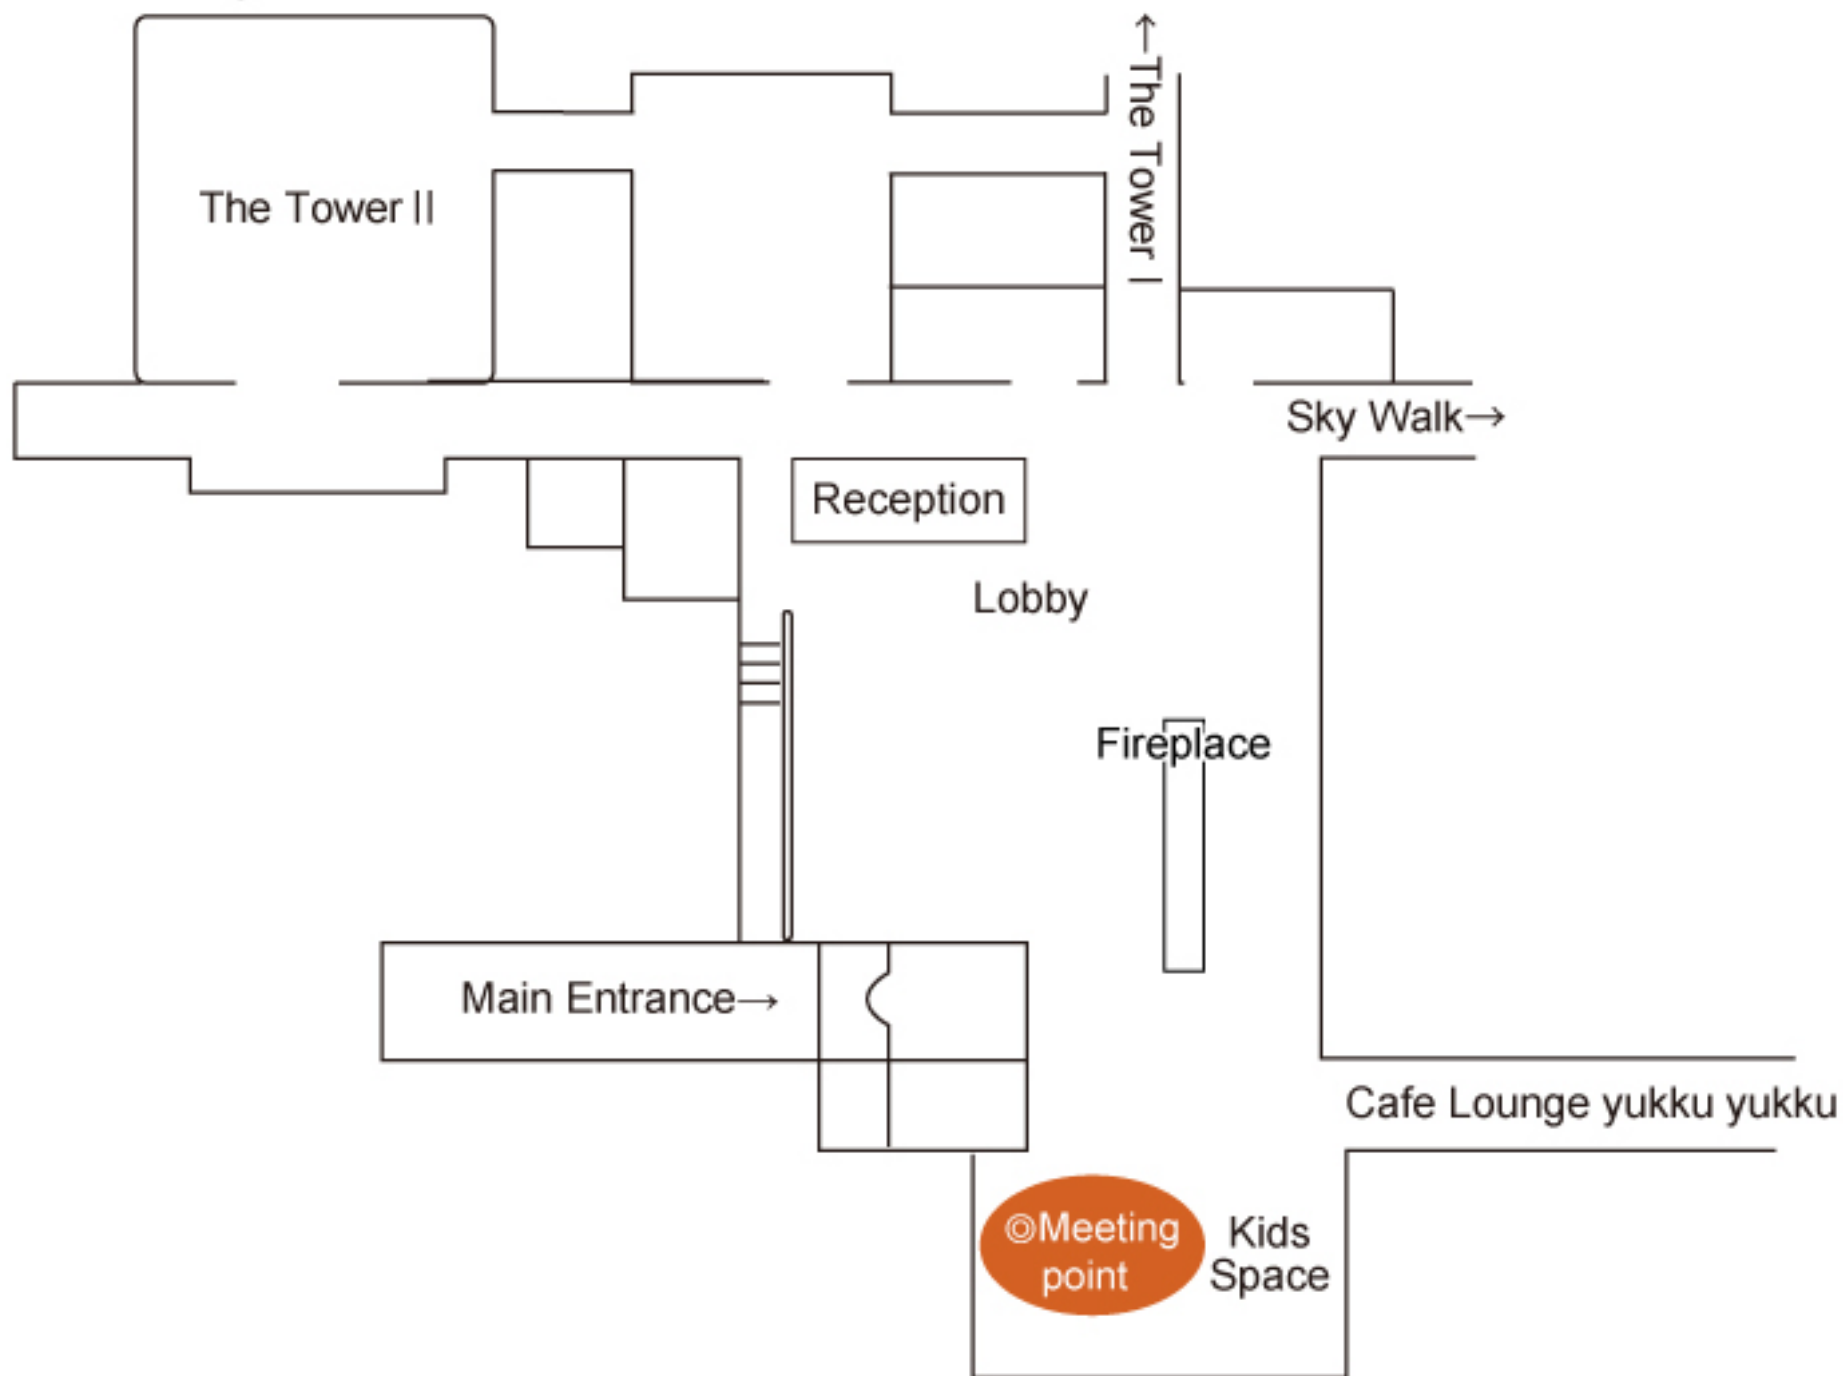 ←The Tower I
The Tower II
Sky Walk→
Reception
Lobby
Fireplace
Main Entrance→
Cafe Lounge yukku yukku
◎Meeting
point
Kids
Space